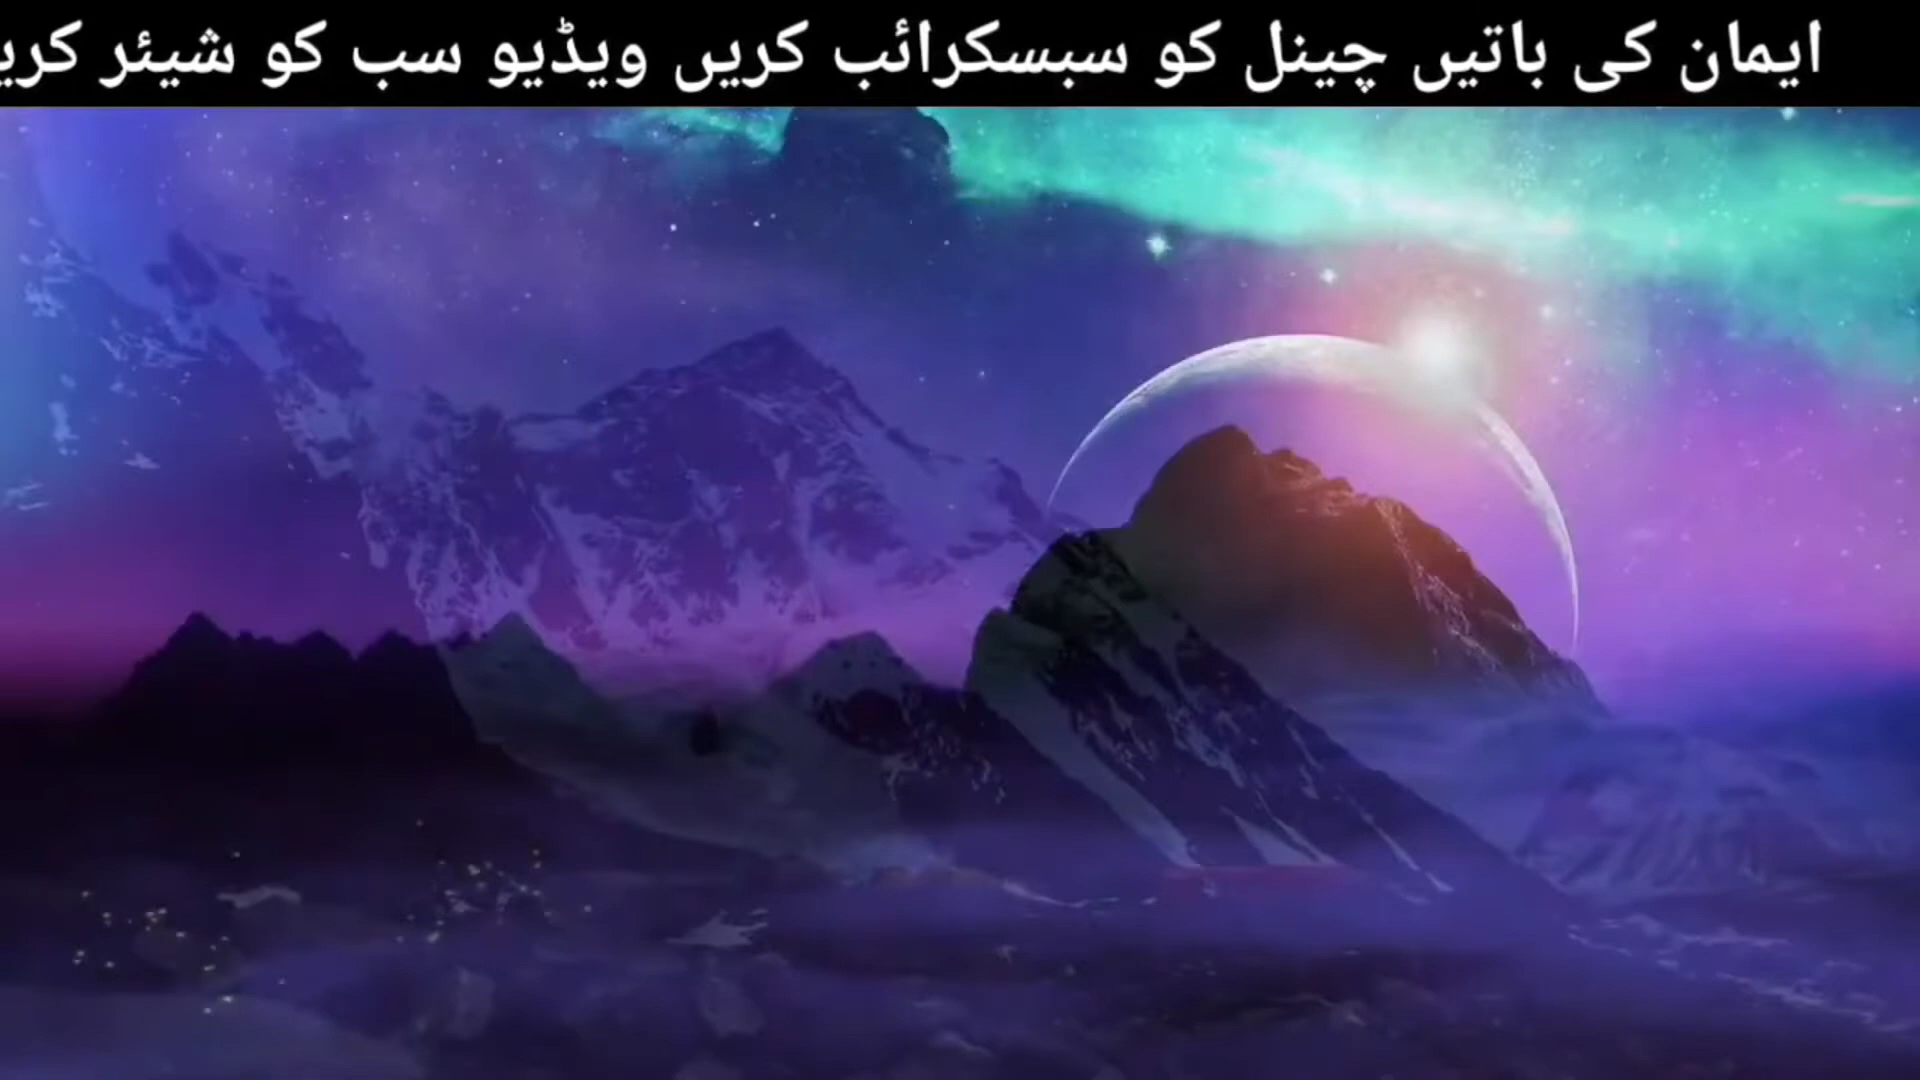 ایمان کی باتیں چینل کو سبسکرائب کریں ویڈیو سب کو شیئر